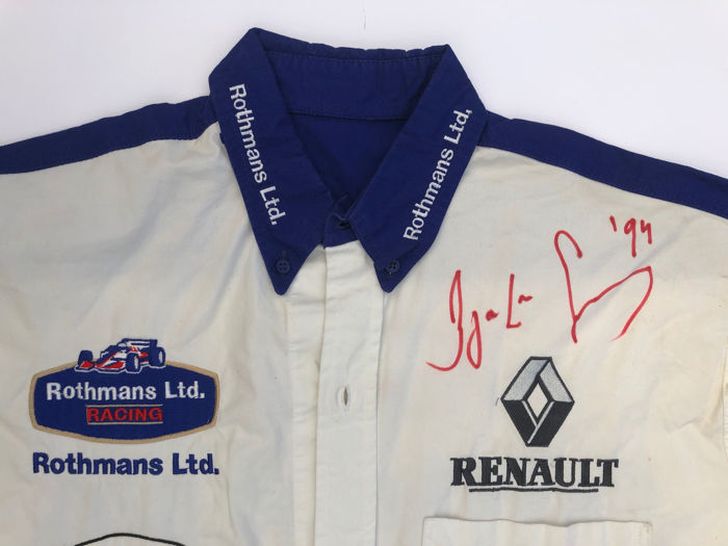 Rothmans Ltd.
Rothmans Ltd.
'94
Rothmans Ltd.
RACING
Rothmans Ltd.
RENAULT